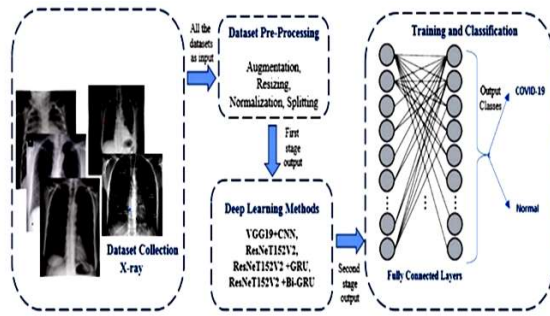 Dataset Collection
X-ray
All the
datasets
as input
Dataset Pre-Processing
Augmentation,
Resizing,
Normalization, Splitting
First
stage
output
Deep Learning Methods
VGG19+CNN,
ResNeT152V2,
ResNeT152V2 +GRU,
ResNeT152V2 +Bi-GRU
Second
stage
output
Training and Classification
Output
Classes
COVID-19
Normal
Fully Connected Layers